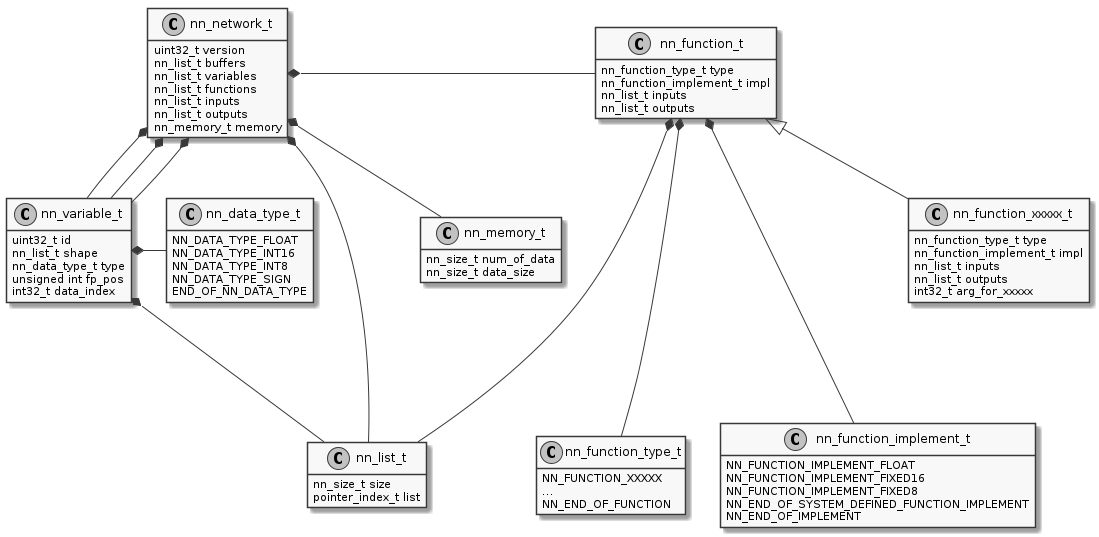 C nn_network_t
uint32_t version
nn_list_t buffers
nn_list_t variables
nn_list_t functions
nn_list_t inputs
nn_list_t outputs
nn_memory_t memory
C nn_function_t
nn_function_type_t type
nn_function_implement_t impl
nn_list_t inputs
nn_list_t outputs
C nn_variable_t
uint32_t id
nn_list_t shape
nn_data_type_t type
unsigned int fp_pos
int32_t data_index
C nn_data_type_t
NN_DATA_TYPE_FLOAT
NN_DATA_TYPE_INT16
NN_DATA_TYPE_INT8
NN_DATA_TYPE_SIGN
END_OF_NN_DATA_TYPE
C nn_memory_t
nn_size_t num_of_data
nn_size_t data_size
C nn_function_xxxxx_t
nn_function_type_t type
nn_function_implement_t impl
nn_list_t inputs
nn_list_t outputs
int32_t arg_for_xxxxx
C nn_list_t
nn_size_t size
pointer_index_t list
C nn_function_type_t
NN_FUNCTION_XXXXX
...
NN_END_OF_FUNCTION
C nn_function_implement_t
NN_FUNCTION_IMPLEMENT_FLOAT
NN_FUNCTION_IMPLEMENT_FIXED16
NN_FUNCTION_IMPLEMENT_FIXED8
NN_END_OF_SYSTEM_DEFINED_FUNCTION_IMPLEMENT
NN_END_OF_IMPLEMENT